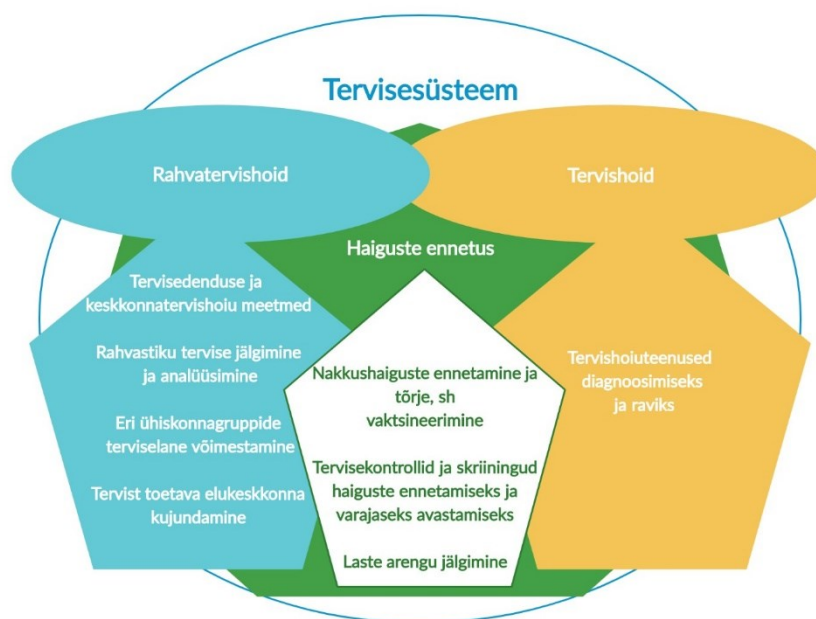 Tervisesüsteem
Rahvatervishoid
Tervishoid
Haiguste ennetus
Tervisedenduse ja
keskkonnatervishoiu meetmed
Rahvastiku tervise jälgimine
ja analüüsimine
Eri ühiskonnagruppide
terviselane võimestamine
Tervist toetava elukeskkonna
kujundamine
Nakkushaiguste ennetamine ja
tõrje, sh
vaktsineerimine
Tervisekontrollid ja skriiningud
haiguste ennetamiseks ja
varajaseks avastamiseks
Laste arengu jälgimine
Tervishoiuteenused
diagnoosimiseks
ja raviks